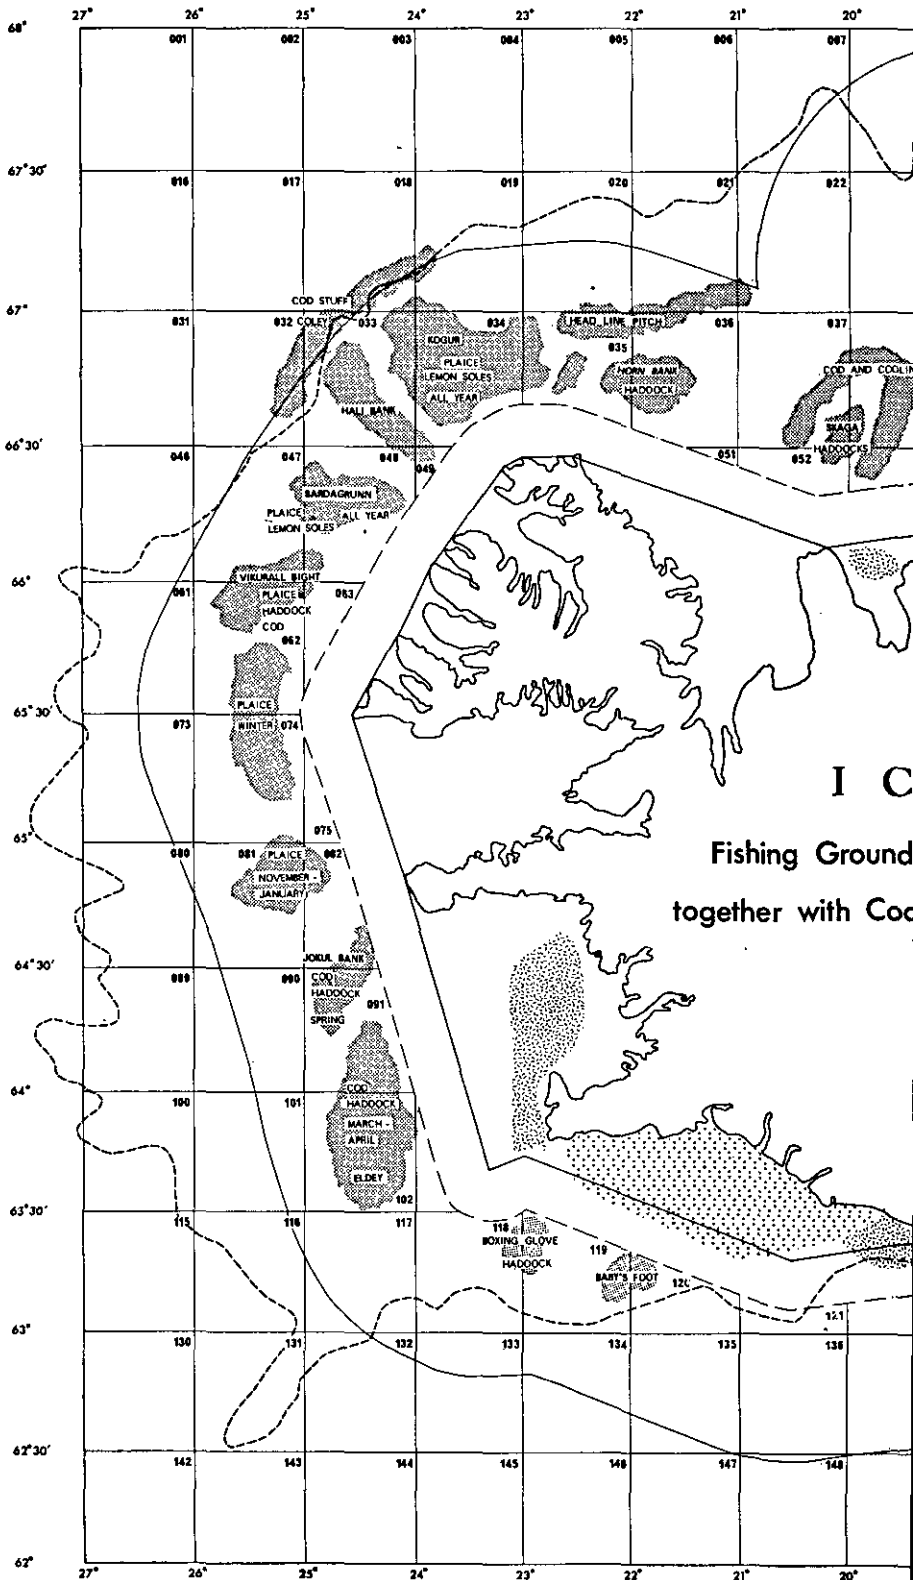 27° 26° 25° 24° 23° 22° 21° 20°
68°
001 002 003 004 005 006 007
67° 30'
016 017 018 019 020 021 022
COD STUFF
67°
031 032 COLEY 033 034 HEAD LINE PITCH 036 037
KOGUR
035
PLAICE
LEMON SOLES
ALL YEAR
HORN BANK
HADDOCK
COD AND
HALI BANK
SKAGA
HADDOCKS
66° 30'
046 047 048 049 051 052
BARDAGRUNN
PLAICE ALL YEAR
LEMON SOLES
66°
VIKURALL BIGHT
061 PLAICE 063
HADDOCK
COD
062
PLAICE
65° 30'
073 WINTER 074
I C
075
65°
080 081 PLAICE 082
NOVEMBER -
JANUARY
Fishing Ground
together with
JOKUL BANK
64° 30'
089 090 COD
HADDOCK
091
SPRING
64°
COD
100 101 HADDOCK
MARCH -
APRIL
ELDEY
102
63° 30'
115 116 117 118
BOXING GLOVE
HADDOCK
119
BABY'S FOOT 120
121
63°
130 131 132 133 134 135 136
62° 30'
142 143 144 145 146 147 148
62°
27° 26° 25° 24° 23° 22° 21° 20°